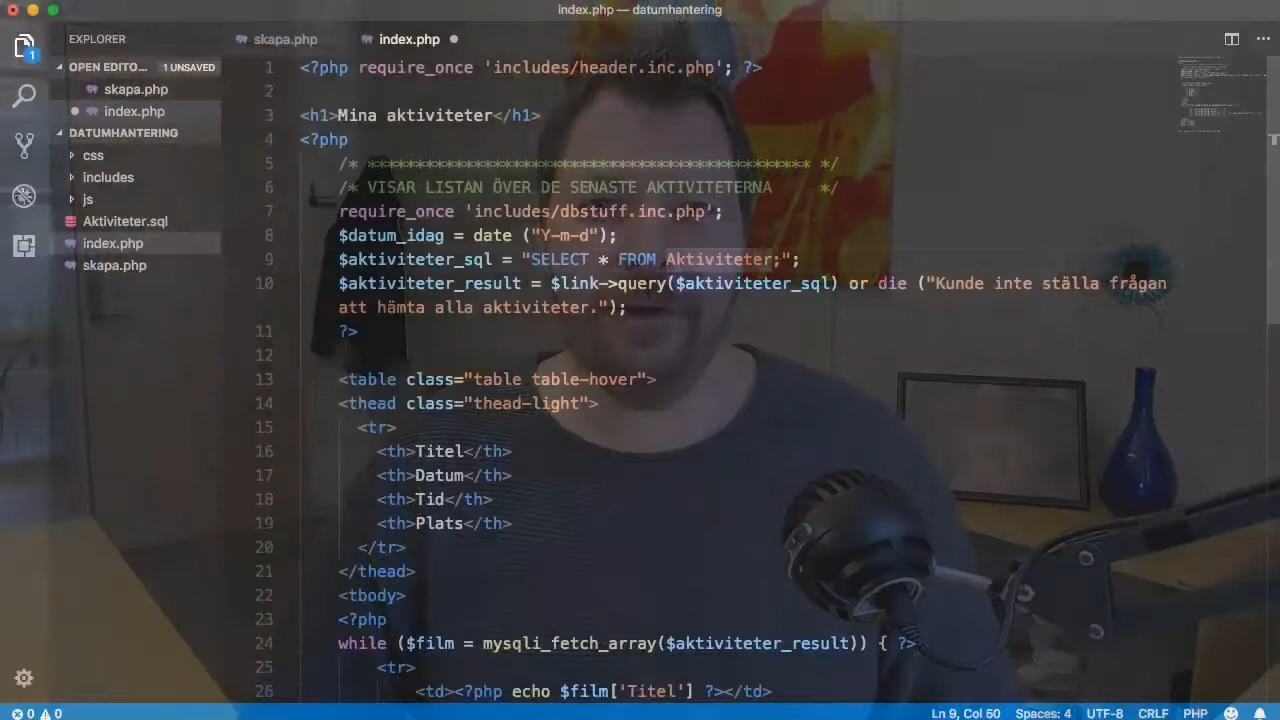 index.php — datumhantering
EXPLORER
OPEN EDITO... 1 UNSAVED
skapa.php
index.php
DATUMHANTERING
css
includes
js
Aktiviteter.sql
index.php
skapa.php
1
skapa.php index.php
1 <?php require_once 'includes/header.inc.php'; ?>
2
3 <h1>Mina aktiviteter</h1>
4 <?php
5 /* ********************************************** */
6 /* VISAR LISTAN ÖVER DE SENASTE AKTIVITETERNA */
7 require_once 'includes/dbstuff.inc.php';
8 $datum_idag = date ("Y-m-d");
9 $aktiviteter_sql = "SELECT * FROM Aktiviteter;";
10 $aktiviteter_result = $link->query($aktiviteter_sql) or die ("Kunde inte ställa frågan
att hämta alla aktiviteter.");
11 ?>
12
13 <table class="table table-hover">
14 <thead class="thead-light">
15 <tr>
16 <th>Titel</th>
17 <th>Datum</th>
18 <th>Tid</th>
19 <th>Plats</th>
20 </tr>
21 </thead>
22 <tbody>
23 <?php
24 while ($film = mysqli_fetch_array($aktiviteter_result)) { ?>
25 <tr>
26 <td><?php echo $film['Titel'] ?></td>
0 0 Ln 9, Col 50 Spaces: 4 UTF-8 CRLF PHP